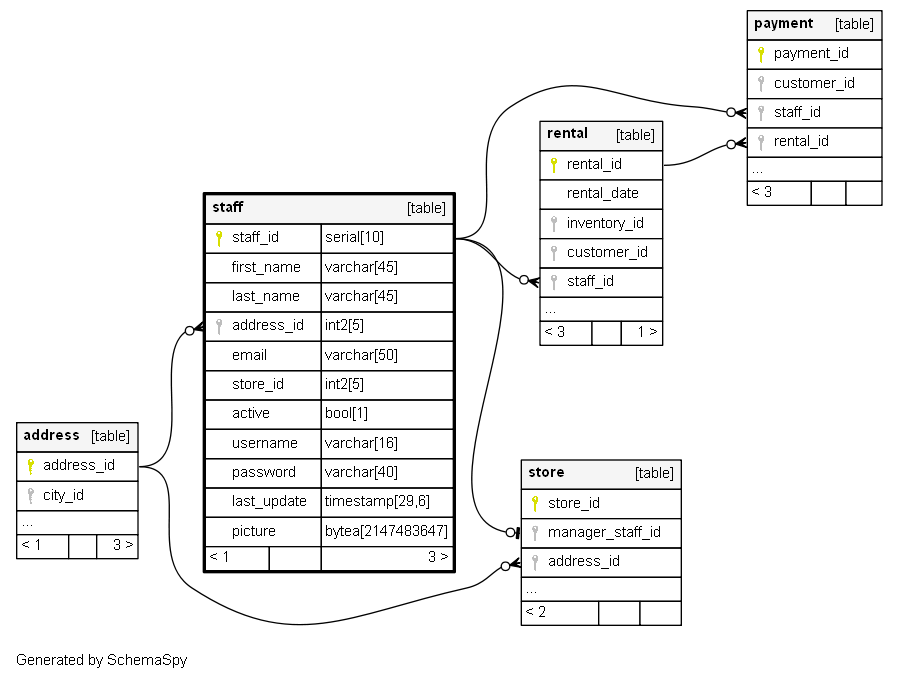 payment [table]
payment_id
customer_id
staff_id
rental_id
...
< 3
rental [table]
rental_id
rental_date
inventory_id
customer_id
staff_id
...
< 3 1 >
staff [table]
staff_id serial[10]
first_name varchar[45]
last_name varchar[45]
address_id int2[5]
email varchar[50]
store_id int2[5]
active bool[1]
username varchar[16]
password varchar[40]
last_update timestamp[29,6]
picture bytea[2147483647]
< 1 3 >
address [table]
address_id
city_id
...
< 1 3 >
store [table]
store_id
manager_staff_id
address_id
...
< 2
Generated by SchemaSpy